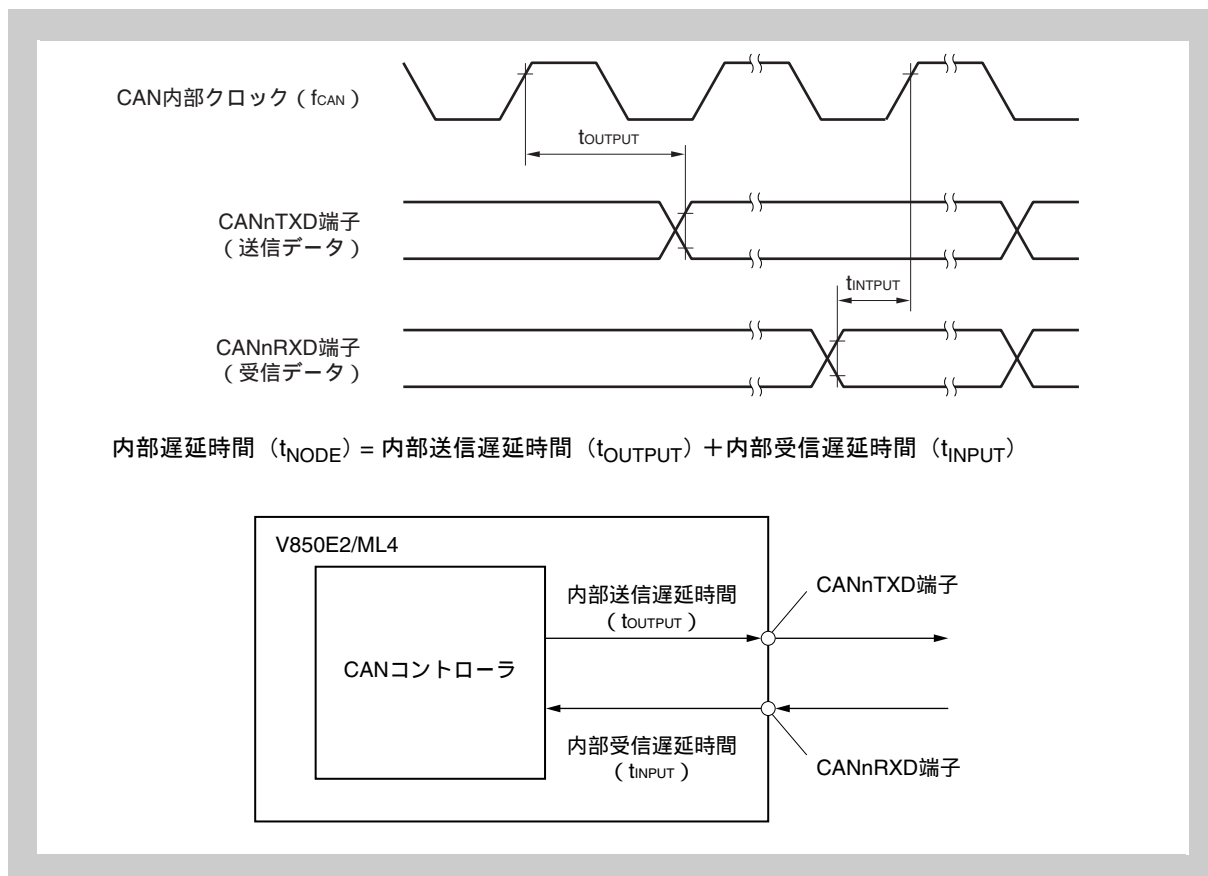 CAN内部クロック（fCAN）
tOUTPUT
CANnTXD端子
（送信データ）
tINTPUT
CANnRXD端子
（受信データ）
内部遅延時間（tNODE）= 内部送信遅延時間（tOUTPUT）＋内部受信遅延時間（tINPUT）
V850E2/ML4
CANコントローラ
内部送信遅延時間
（tOUTPUT）
CANnTXD端子
内部受信遅延時間
（tINPUT）
CANnRXD端子